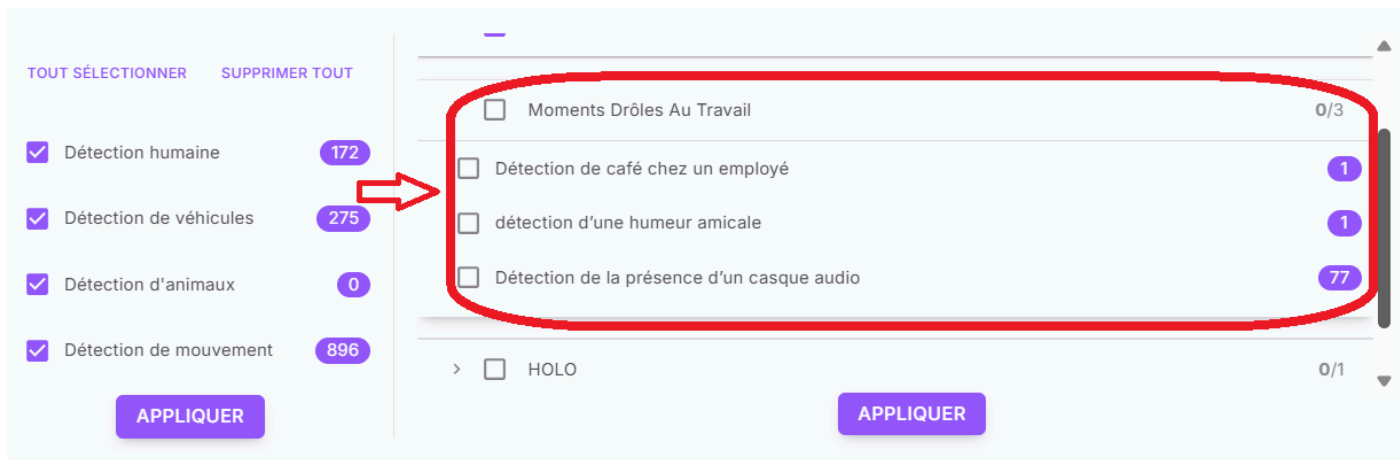 TOUT SÉLECTIONNER SUPPRIMER TOUT
Détection humaine 172
Détection de véhicules 275
Détection d'animaux 0
Détection de mouvement 896
APPLIQUER
Moments Drôles Au Travail 0/3
Détection de café chez un employé 1
détection d’une humeur amicale 1
Détection de la présence d’un casque audio 77
HOLO 0/1
APPLIQUER